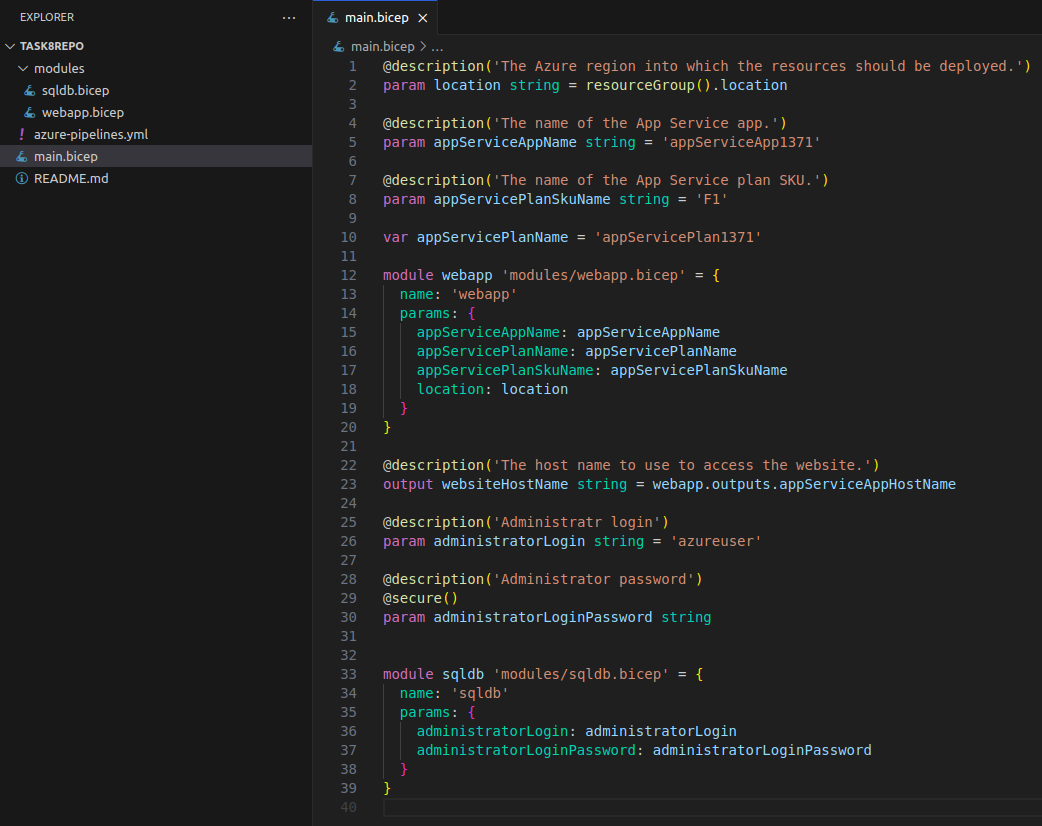 EXPLORER
TASK8REPO
modules
sqldb.bicep
webapp.bicep
! azure-pipelines.yml
main.bicep
README.md
main.bicep
main.bicep > ...
1 @description('The Azure region into which the resources should be deployed.')
2 param location string = resourceGroup().location
3
4 @description('The name of the App Service app.')
5 param appServiceAppName string = 'appServiceApp1371'
6
7 @description('The name of the App Service plan SKU.')
8 param appServicePlanSkuName string = 'F1'
9
10 var appServicePlanName = 'appServicePlan1371'
11
12 module webapp 'modules/webapp.bicep' = {
13   name: 'webapp'
14   params: {
15     appServiceAppName: appServiceAppName
16     appServicePlanName: appServicePlanName
17     appServicePlanSkuName: appServicePlanSkuName
18     location: location
19   }
20 }
21
22 @description('The host name to use to access the website.')
23 output websiteHostName string = webapp.outputs.appServiceAppHostName
24
25 @description('Administratr login')
26 param administratorLogin string = 'azureuser'
27
28 @description('Administrator password')
29 @secure()
30 param administratorLoginPassword string
31
32
33 module sqldb 'modules/sqldb.bicep' = {
34   name: 'sqldb'
35   params: {
36     administratorLogin: administratorLogin
37     administratorLoginPassword: administratorLoginPassword
38   }
39 }
40